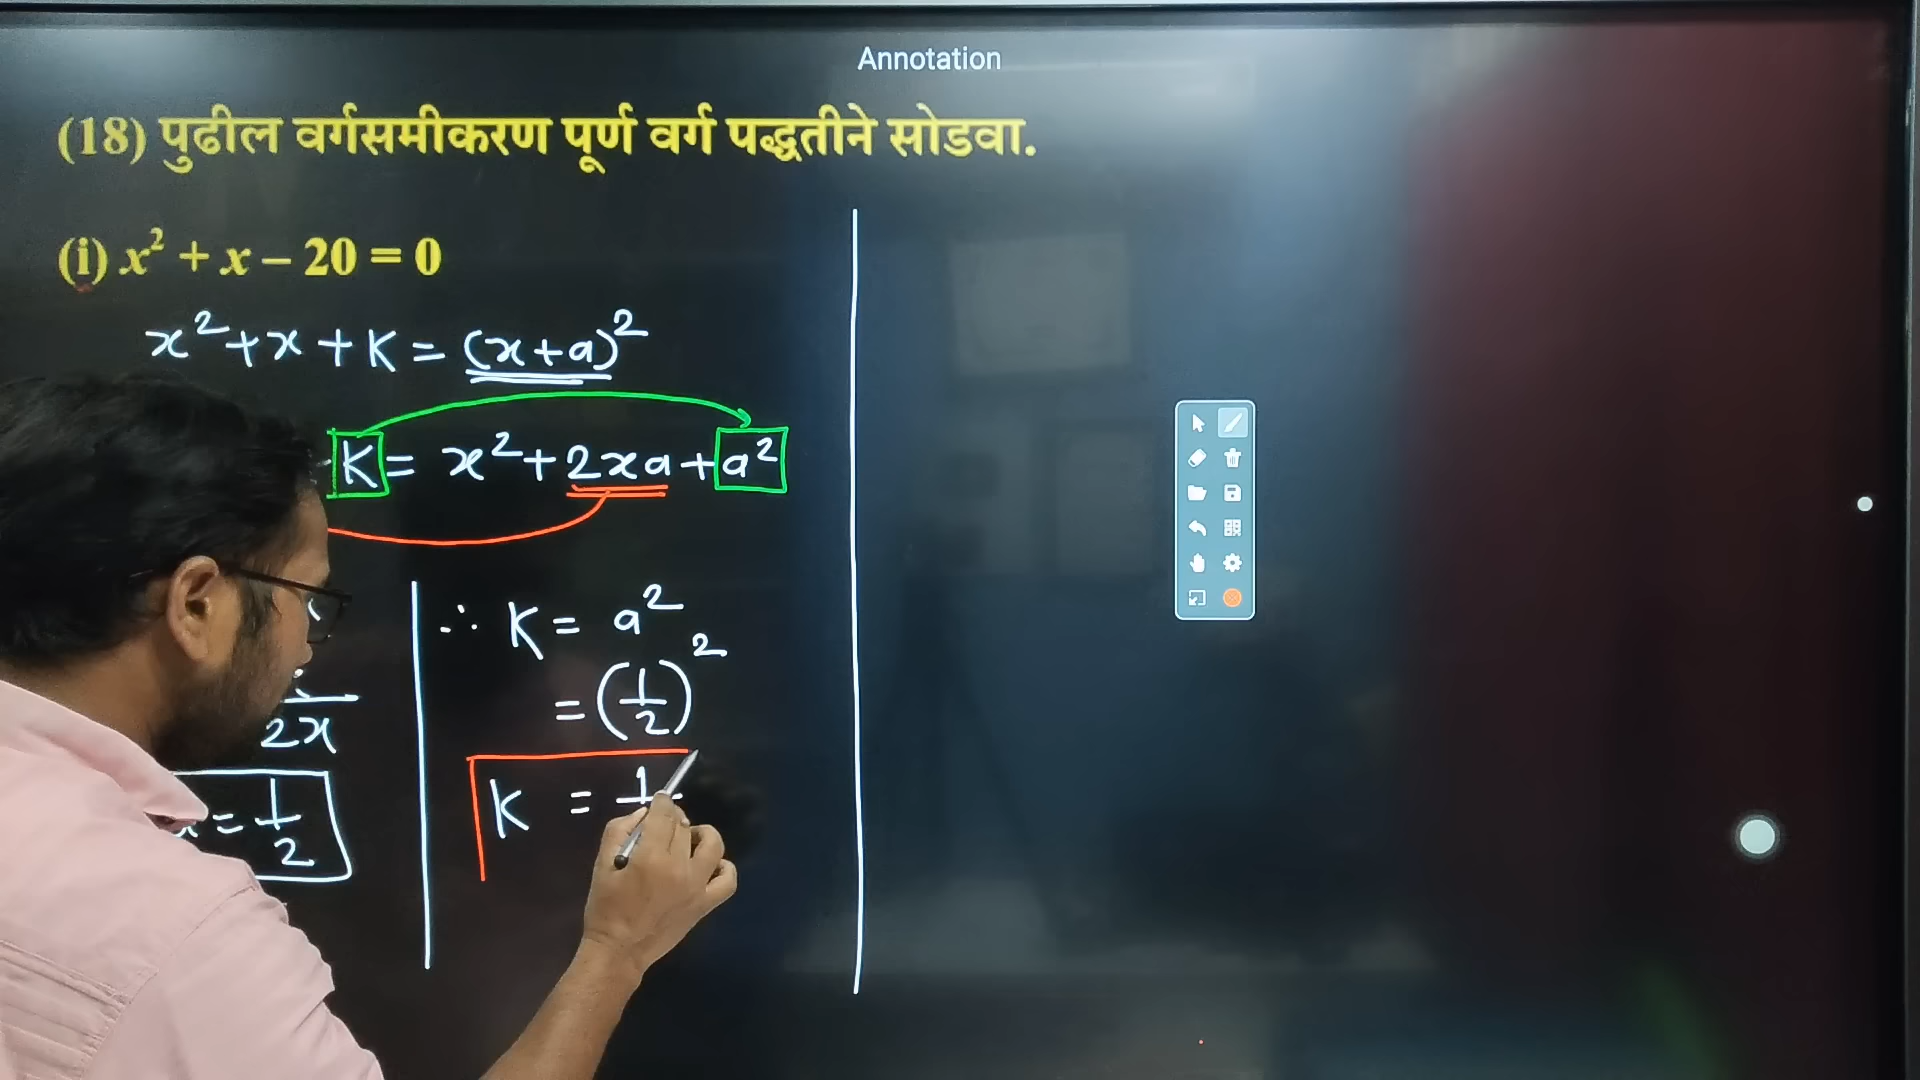 Annotation
(18) पुढील वर्गसमीकरण पूर्ण वर्ग पद्धतीने सोडवा.
(i) x² + x – 20 = 0
x² + x + K = (x+a)²
K = x² + 2xa + a²
2x
= 1/2
∴ K = a²
= (1/2)²
K = 1